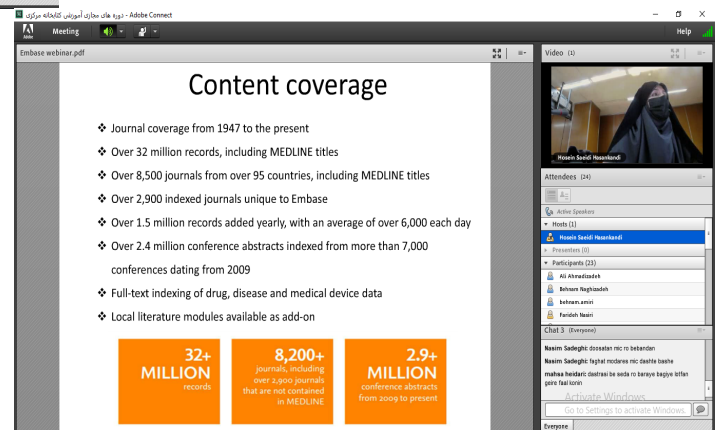 دوره های مجازی آموزشی کتابخانه مرکزی - Adobe Connect
Adobe
Meeting
Help
Embase webinar.pdf
Content coverage
❖ Journal coverage from 1947 to the present
❖ Over 32 million records, including MEDLINE titles
❖ Over 8,500 journals from over 95 countries, including MEDLINE titles
❖ Over 2,900 indexed journals unique to Embase
❖ Over 1.5 million records added yearly, with an average of over 6,000 each day
❖ Over 2.4 million conference abstracts indexed from more than 7,000
conferences dating from 2009
❖ Full-text indexing of drug, disease and medical device data
❖ Local literature modules available as add-on
32+
MILLION
records
8,200+
journals, including
over 2,900 journals
that are not contained
in MEDLINE
2.9+
MILLION
conference abstracts
from 2009 to present
Video (1)
Hosein Saeidi Hasankandi
Attendees (24)
Active Speakers
Hosts (1)
Hosein Saeidi Hasankandi
Presenters (0)
Participants (23)
Ali Ahmadizadeh
Behnam Naghizadeh
behnam.amiri
Farideh Nasiri
Chat 3 (Everyone)
Nasim Sadeghi: doosatan mic ro bebandan
Nasim Sadeghi: faghat modares mic dashte bashe
mahsa heidari: dastrasi be seda ro baraye bagiye lotfan
geire faal konin
Activate Windows
Go to Settings to activate Windows.
Everyone